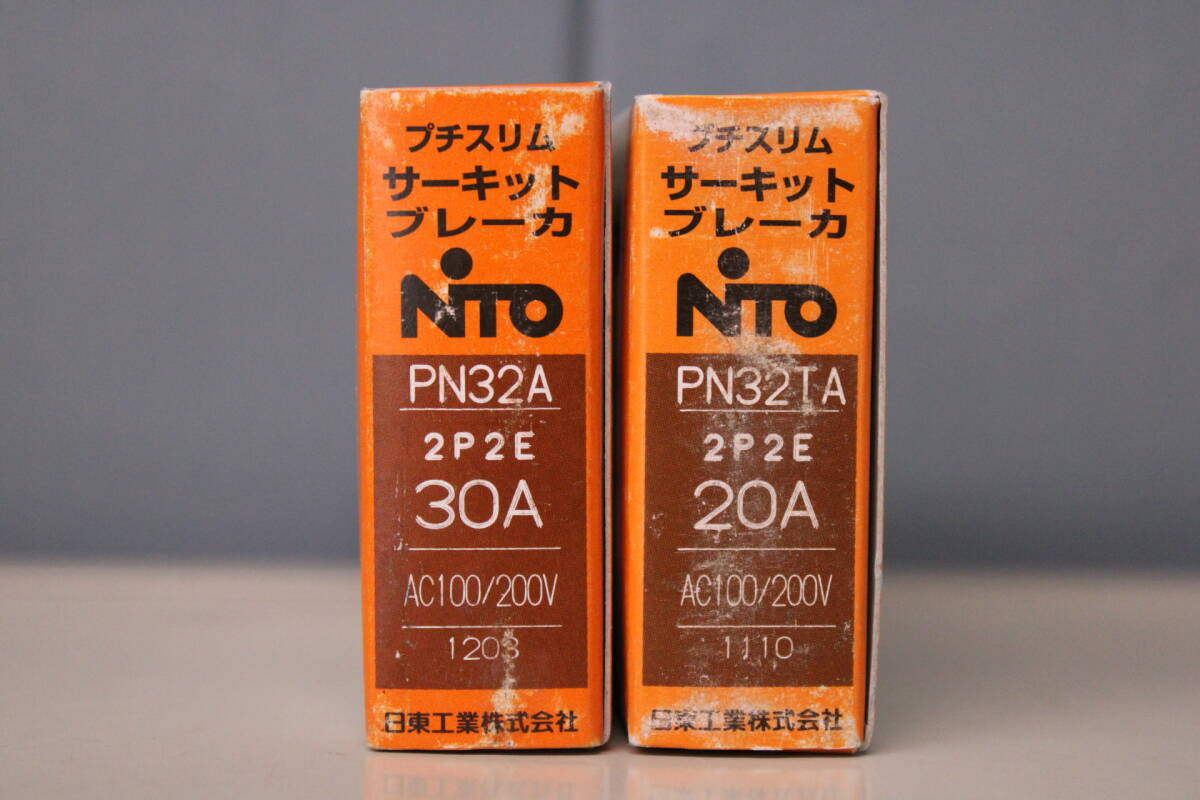 プチスリム
サーキット
ブレーカ
NITO
PN32A
2P2E
30A
AC100/200V
1203
日東工業株式会社
プチスリム
サーキット
ブレーカ
NITO
PN32TA
2P2E
20A
AC100/200V
1110
日東工業株式会社